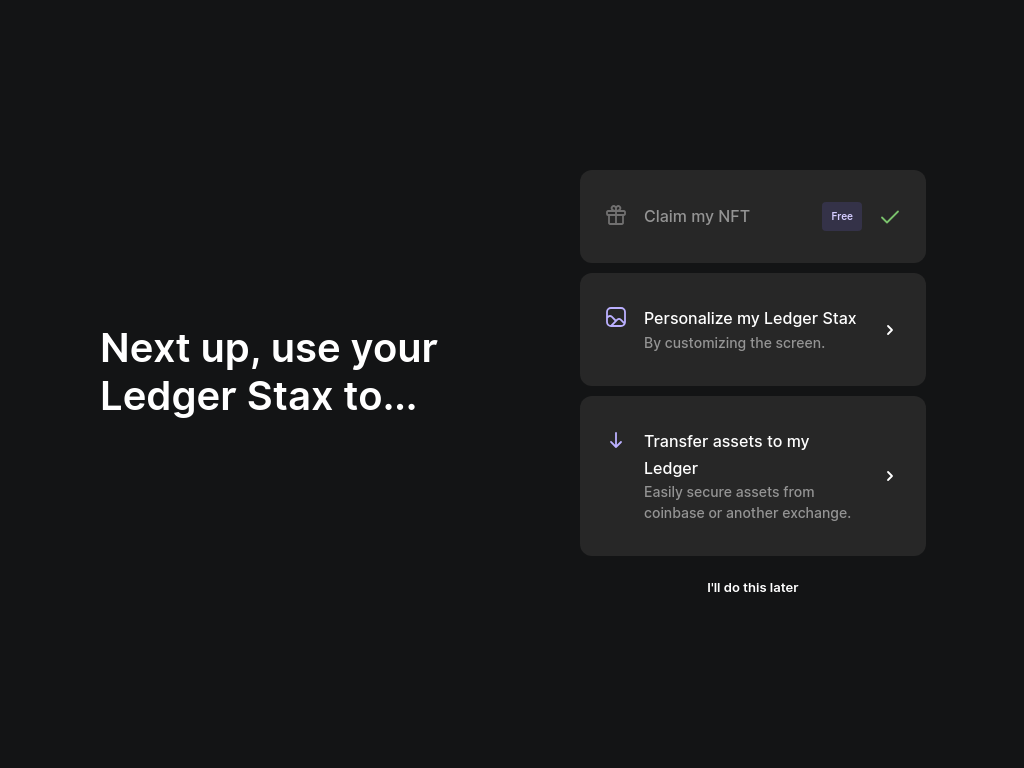 Next up, use your
Ledger Stax to...
Claim my NFT
Free
Personalize my Ledger Stax
By customizing the screen.
Transfer assets to my
Ledger
Easily secure assets from
coinbase or another exchange.
I'll do this later